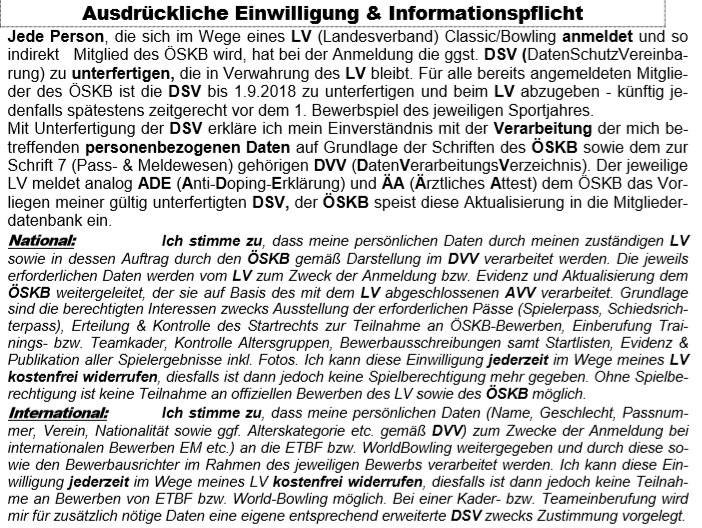 Ausdrückliche Einwilligung & Informationspflicht
Jede Person, die sich im Wege eines LV (Landesverband) Classic/Bowling anmeldet und so
indirekt Mitglied des ÖSKB wird, hat bei der Anmeldung die ggst. DSV (DatenSchutzVereinba-
rung) zu unterfertigen, die in Verwahrung des LV bleibt. Für alle bereits angemeldeten Mitglie-
der des ÖSKB ist die DSV bis 1.9.2018 zu unterfertigen und beim LV abzugeben - künftig je-
denfalls spätestens zeitgerecht vor dem 1. Bewerbspiel des jeweiligen Sportjahres.
Mit Unterfertigung der DSV erkläre ich mein Einverständnis mit der Verarbeitung der mich be-
treffenden personenbezogenen Daten auf Grundlage der Schriften des ÖSKB sowie dem zur
Schrift 7 (Pass- & Meldewesen) gehörigen DVV (DatenVerarbeitungsVerzeichnis). Der jeweilige
LV meldet analog ADE (Anti-Doping-Erklärung) und ÄA (Ärztliches Attest) dem ÖSKB das Vor-
liegen meiner gültig unterfertigten DSV, der ÖSKB speist diese Aktualisierung in die Mitglieder-
datenbank ein.
National: Ich stimme zu, dass meine persönlichen Daten durch meinen zuständigen LV
sowie in dessen Auftrag durch den ÖSKB gemäß Darstellung im DVV verarbeitet werden. Die jeweils
erforderlichen Daten werden vom LV zum Zweck der Anmeldung bzw. Evidenz und Aktualisierung dem
ÖSKB weitergeleitet, der sie auf Basis des mit dem LV abgeschlossenen AVV verarbeitet. Grundlage
sind die berechtigten Interessen zwecks Ausstellung der erforderlichen Pässe (Spielerpass, Schiedsrich-
terpass), Erteilung & Kontrolle des Startrechts zur Teilnahme an ÖSKB-Bewerben, Einberufung Trai-
nings- bzw. Teamkader, Kontrolle Altersgruppen, Bewerbausschreibungen samt Startlisten, Evidenz &
Publikation aller Spielergebnisse inkl. Fotos. Ich kann diese Einwilligung jederzeit im Wege meines LV
kostenfrei widerrufen, diesfalls ist dann jedoch keine Spielberechtigung mehr gegeben. Ohne Spielbe-
rechtigung ist keine Teilnahme an offiziellen Bewerben des LV sowie des ÖSKB möglich.
International: Ich stimme zu, dass meine persönlichen Daten (Name, Geschlecht, Passnum-
mer, Verein, Nationalität sowie ggf. Alterskategorie etc. gemäß DVV) zum Zwecke der Anmeldung bei
internationalen Bewerben EM etc.) an die ETBF bzw. WorldBowling weitergegeben und durch diese so-
wie den Bewerbausrichter im Rahmen des jeweiligen Bewerbs verarbeitet werden. Ich kann diese Ein-
willigung jederzeit im Wege meines LV kostenfrei widerrufen, diesfalls ist dann jedoch keine Teilnah-
me an Bewerben von ETBF bzw. World-Bowling möglich. Bei einer Kader- bzw. Teameinberufung wird
mir für zusätzlich nötige Daten eine eigene entsprechend erweiterte DSV zwecks Zustimmung vorgelegt.